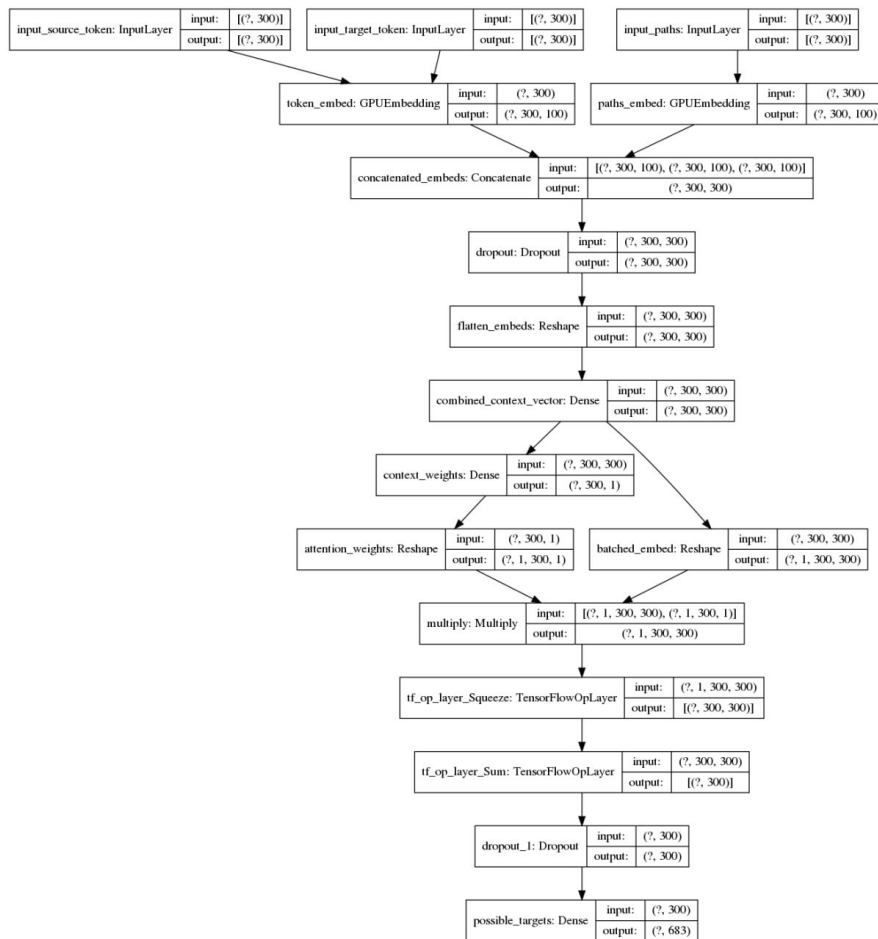 input_source_token: InputLayer input: [(?, 300)] output: [(?, 300)]
input_target_token: InputLayer input: [(?, 300)] output: [(?, 300)]
input_paths: InputLayer input: [(?, 300)] output: [(?, 300)]
token_embed: GPUEmbedding input: (?, 300) output: (?, 300, 100)
paths_embed: GPUEmbedding input: (?, 300) output: (?, 300, 100)
concatenated_embeds: Concatenate input: [(?, 300, 100), (?, 300, 100), (?, 300, 100)] output: (?, 300, 300)
dropout: Dropout input: (?, 300, 300) output: (?, 300, 300)
flatten_embeds: Reshape input: (?, 300, 300) output: (?, 300, 300)
combined_context_vector: Dense input: (?, 300, 300) output: (?, 300, 300)
context_weights: Dense input: (?, 300, 300) output: (?, 300, 1)
attention_weights: Reshape input: (?, 300, 1) output: (?, 1, 300, 1)
batched_embed: Reshape input: (?, 300, 300) output: (?, 1, 300, 300)
multiply: Multiply input: [(?, 1, 300, 300), (?, 1, 300, 1)] output: (?, 1, 300, 300)
tf_op_layer_Squeeze: TensorFlowOpLayer input: (?, 1, 300, 300) output: [(?, 300, 300)]
tf_op_layer_Sum: TensorFlowOpLayer input: (?, 300, 300) output: [(?, 300)]
dropout_1: Dropout input: (?, 300) output: (?, 300)
possible_targets: Dense input: (?, 300) output: (?, 683)